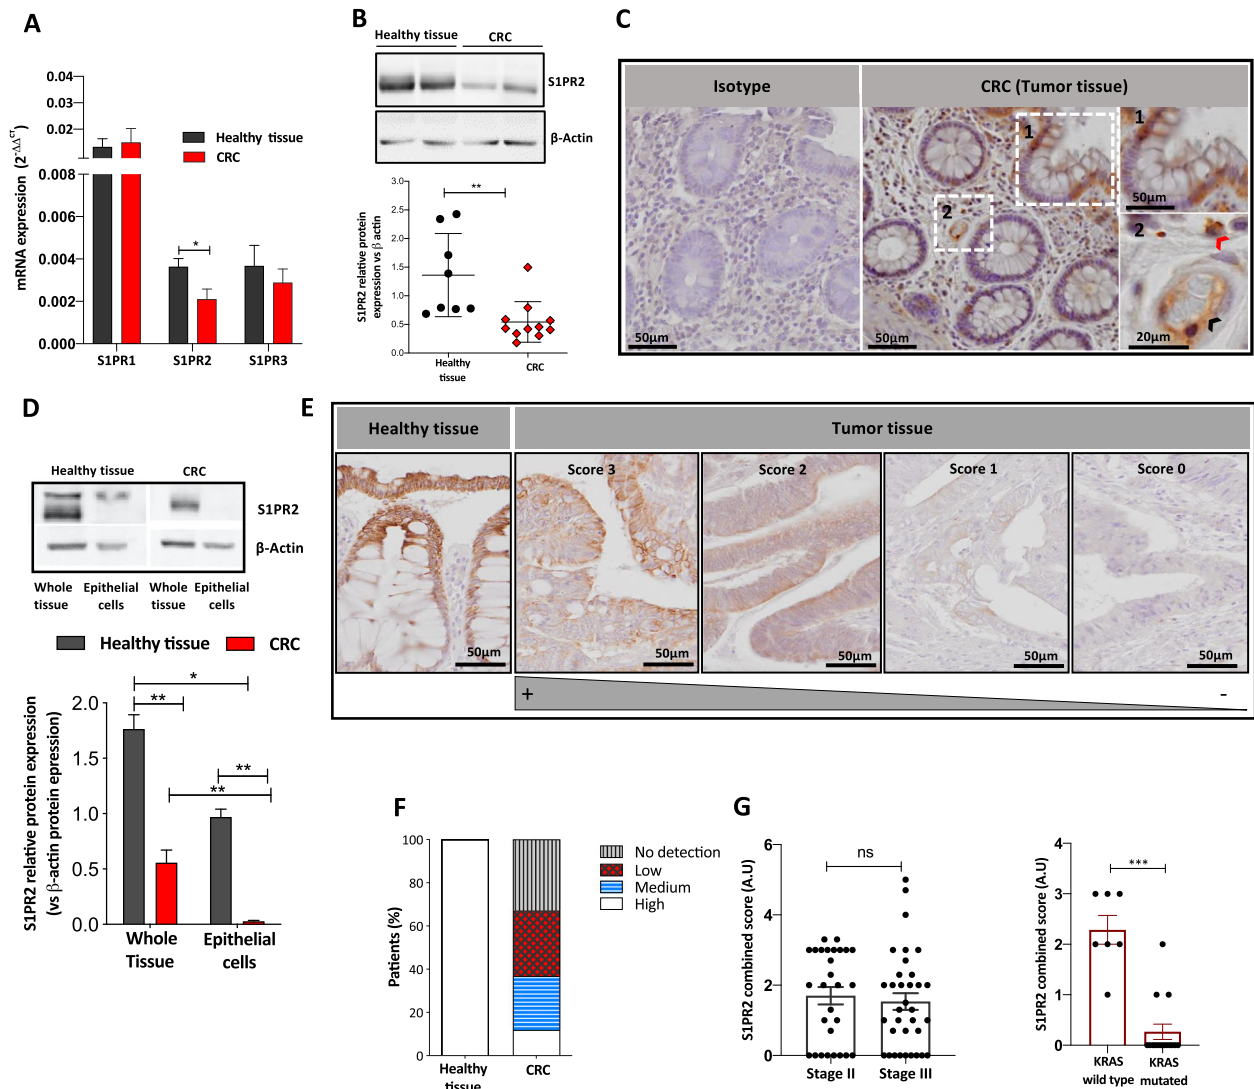 A
0.04
0.03
0.02
0.008
0.006
0.004
0.002
0.000
mRNA expression (2^-ΔΔCT)
Healthy tissue
CRC
*
S1PR1
S1PR2
S1PR3
B
Healthy tissue
CRC
S1PR2
β-Actin
S1PR2 relative protein
expression vs β actin
3.0
2.5
2.0
1.5
1.0
0.5
0.0
**
Healthy
tissue
CRC
C
Isotype
CRC (Tumor tissue)
50μm
1
2
50μm
1
50μm
2
20μm
D
Healthy tissue
CRC
S1PR2
β-Actin
Whole
tissue
Epithelial
cells
Whole
tissue
Epithelial
cells
Healthy tissue
CRC
S1PR2 relative protein expression
(vs β-actin protein epression)
2.0
1.5
1.0
0.5
0.0
*
**
**
**
Whole
Tissue
Epithelial
cells
E
Healthy tissue
Tumor tissue
50μm
Score 3
50μm
Score 2
50μm
Score 1
50μm
Score 0
50μm
+
-
F
Patients (%)
100
80
60
40
20
0
Healthy
tissue
CRC
No detection
Low
Medium
High
G
S1PR2 combined score (A.U)
6
4
2
0
ns
Stage II
Stage III
S1PR2 combined score (A.U)
4
3
2
1
0
***
KRAS
wild type
KRAS
mutated